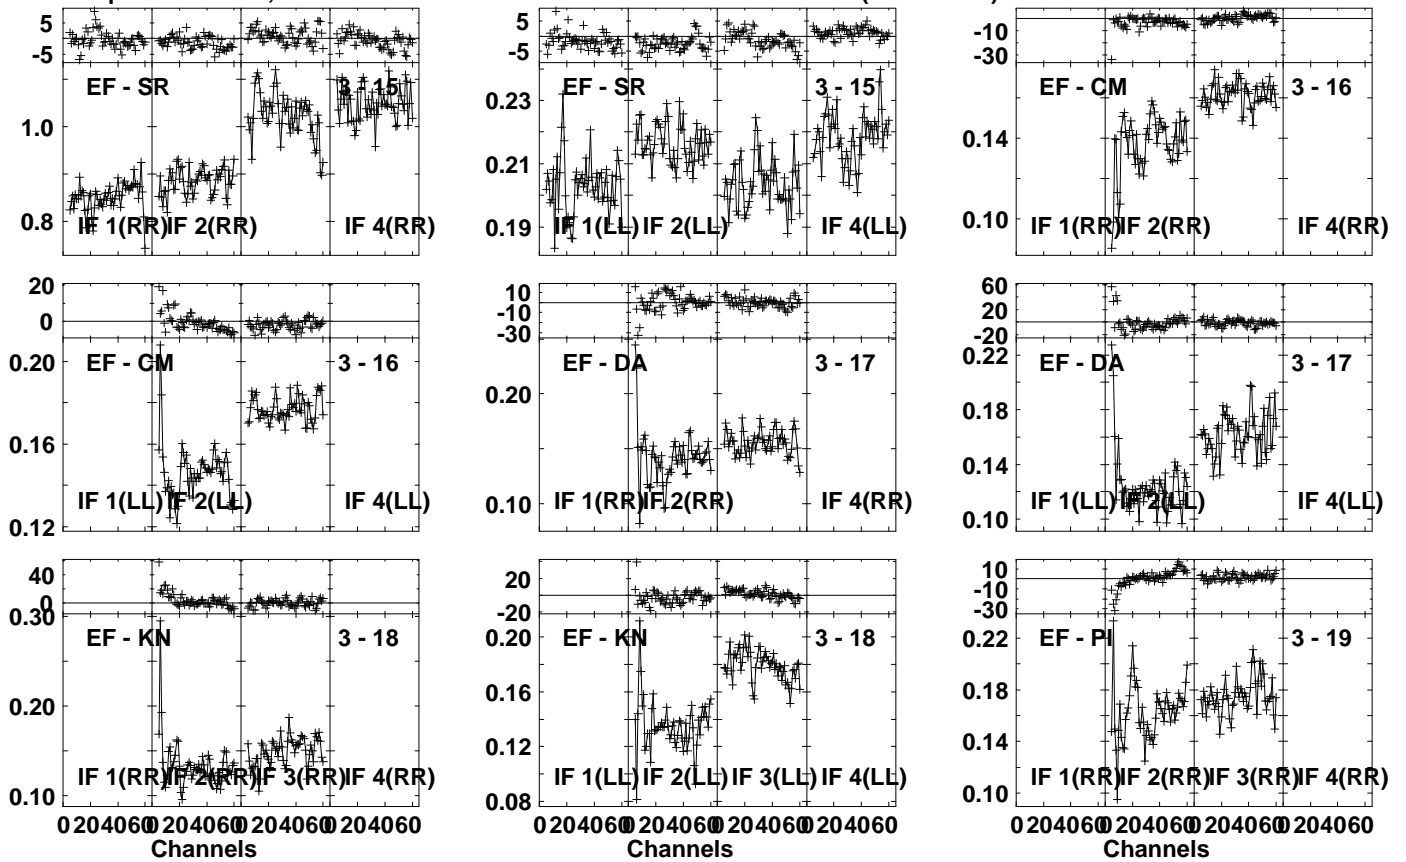 5 5 -10
-5 -5 -30
EF - SR 3 - 15 EF - SR 3 - 15 EF - CM 3 - 16
1.0 0.23 0.14
0.21
0.8 0.19 0.10
IF 1(RR) IF 2(RR) IF 4(RR) IF 1(LL) IF 2(LL) IF 4(LL) IF 1(RR) IF 2(RR) IF 4(RR)
20 10 60
0 -10 20
-30 -20
EF - CM 3 - 16 EF - DA 3 - 17 EF - DA 3 - 17
0.20 0.20 0.22
0.16 0.18
0.14
0.12 0.10 0.10
IF 1(LL) IF 2(LL) IF 4(LL) IF 1(RR) IF 2(RR) IF 4(RR) IF 1(LL) IF 2(LL) IF 4(LL)
40 20 10
0 -20 -10
-30
EF - KN 3 - 18 EF - KN 3 - 18 EF - PI 3 - 19
0.30 0.20 0.22
0.20 0.16 0.18
0.12 0.14
0.10 0.08 0.10
IF 1(RR) IF 2(RR) IF 3(RR) IF 4(RR) IF 1(LL) IF 2(LL) IF 3(LL) IF 4(LL) IF 1(RR) IF 2(RR) IF 3(RR) IF 4(RR)
0 204060 0 204060 0 204060 0 204060 0 204060 0 204060 0 204060 0 204060 0 204060 0 204060 0 204060 0 204060
Channels Channels